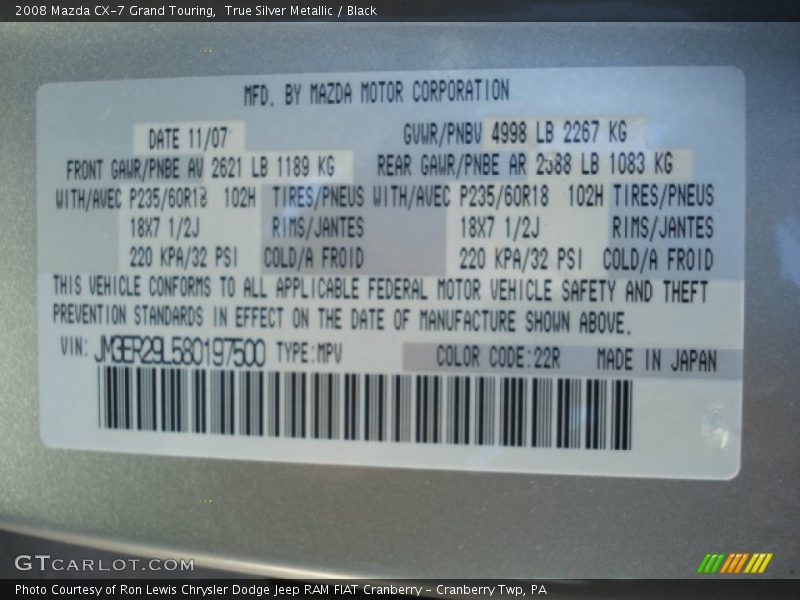 2008 Mazda CX-7 Grand Touring, True Silver Metallic / Black
MFD. BY MAZDA MOTOR CORPORATION
DATE 11/07 GVWR/PNBV 4998 LB 2267 KG
FRONT GAWR/PNBE AV 2621 LB 1189 KG REAR GAWR/PNBE AR 2388 LB 1083 KG
WITH/AVEC P235/60R18 102H TIRES/PNEUS WITH/AVEC P235/60R18 102H TIRES/PNEUS
18X7 1/2J RIMS/JANTES 18X7 1/2J RIMS/JANTES
220 KPA/32 PSI COLD/A FROID 220 KPA/32 PSI COLD/A FROID
THIS VEHICLE CONFORMS TO ALL APPLICABLE FEDERAL MOTOR VEHICLE SAFETY AND THEFT
PREVENTION STANDARDS IN EFFECT ON THE DATE OF MANUFACTURE SHOWN ABOVE.
VIN: JM3ER29L580197500 TYPE:MPV COLOR CODE:22R MADE IN JAPAN
GTCARLOT.COM
Photo Courtesy of Ron Lewis Chrysler Dodge Jeep RAM FIAT Cranberry - Cranberry Twp, PA